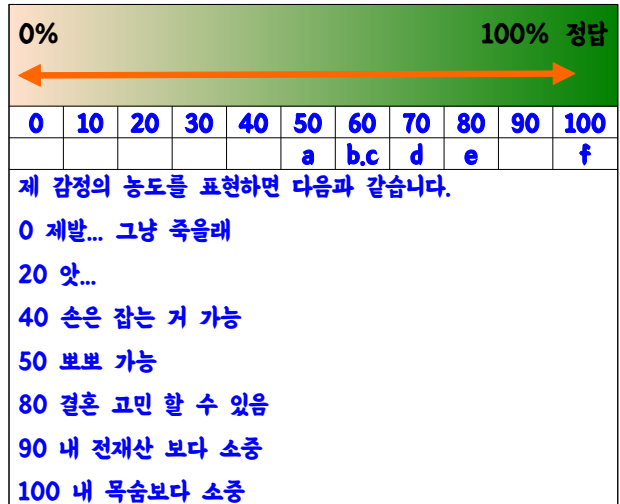 0% 100% 정답
0 10 20 30 40 50 60 70 80 90 100
a b.c d e f
제 감정의 농도를 표현하면 다음과 같습니다.
0 제발... 그냥 죽을래
20 앗...
40 손은 잡는 거 가능
50 뽀뽀 가능
80 결혼 고민 할 수 있음
90 내 전재산 보다 소중
100 내 목숨보다 소중